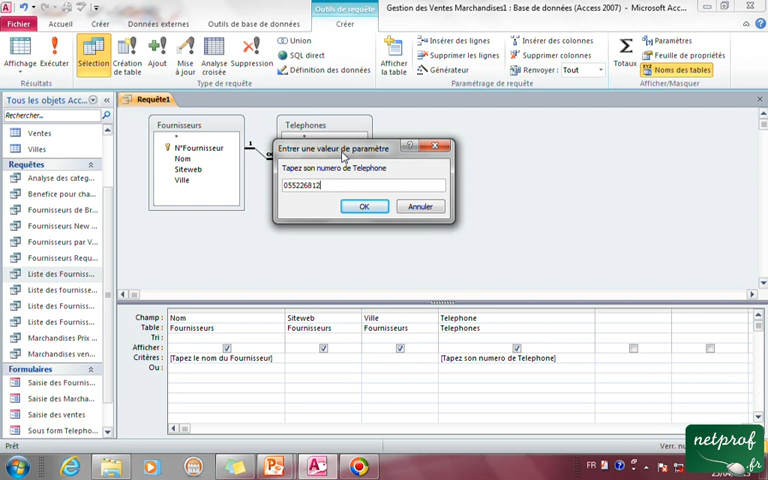 Outils de requête
Gestion des Ventes Marchandises1 : Base de données (Access 2007) - Microsoft Acc...
Fichier
Accueil
Créer
Données externes
Outils de base de données
Créer
Affichage
Exécuter
Résultats
Sélection
Création de table
Ajout
Mise à jour
Analyse croisée
Suppression
Union
SQL direct
Définition des données
Type de requête
Afficher la table
Insérer des lignes
Supprimer les lignes
Générateur
Insérer des colonnes
Supprimer colonnes
Renvoyer : Tout
Paramétrage de requête
Σ
Totaux
Paramètres
Feuille de propriétés
Noms des tables
Afficher/Masquer
Tous les objets Acc...
Rechercher...
Ventes
Villes
Requêtes
Analyse des categ...
Benefice pour cha...
Fournisseurs de Br...
Fournisseurs New ...
Fournisseurs par V...
Fournisseurs Requ...
Liste des Fourniss...
Liste des fournisse...
Liste des Fourniss...
Liste des Fourniss...
Marchandises Prix ...
Marchandises ven...
Formulaires
Saisie des Fournis...
Saisie des Marcha...
Saisie des ventes
Sous form Telepho...
Requête1
Fournisseurs
*
N°Fournisseur
Nom
Siteweb
Ville
1
Telephones
*
Entrer une valeur de paramètre
Tapez son numero de Telephone
055226812
OK
Annuler
Champ : Nom Siteweb Ville Telephone
Table : Fournisseurs Fournisseurs Fournisseurs Telephones
Tri :
Afficher :
Critères : [Tapez le nom du Fournisseur] [Tapez son numero de Telephone]
Ou :
Prêt
Verr. nu
FR
netprof
.fr